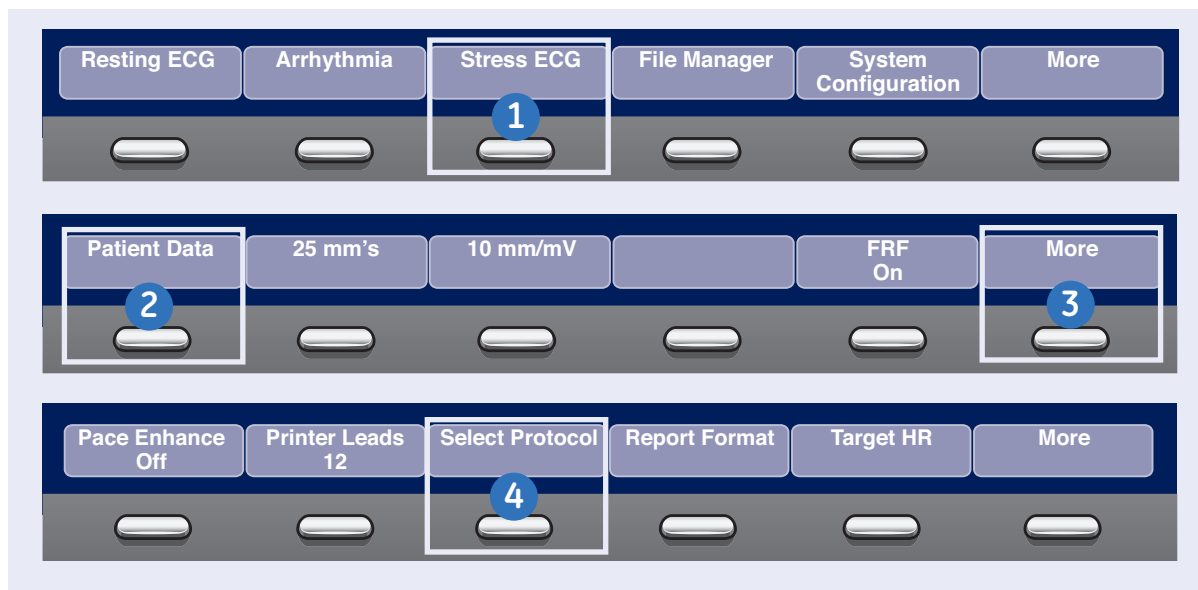 Resting ECG
Arrhythmia
Stress ECG
File Manager
System
Configuration
More
1
Patient Data
25 mm's
10 mm/mV
FRF
On
More
2
3
Pace Enhance
Off
Printer Leads
12
Select Protocol
Report Format
Target HR
More
4